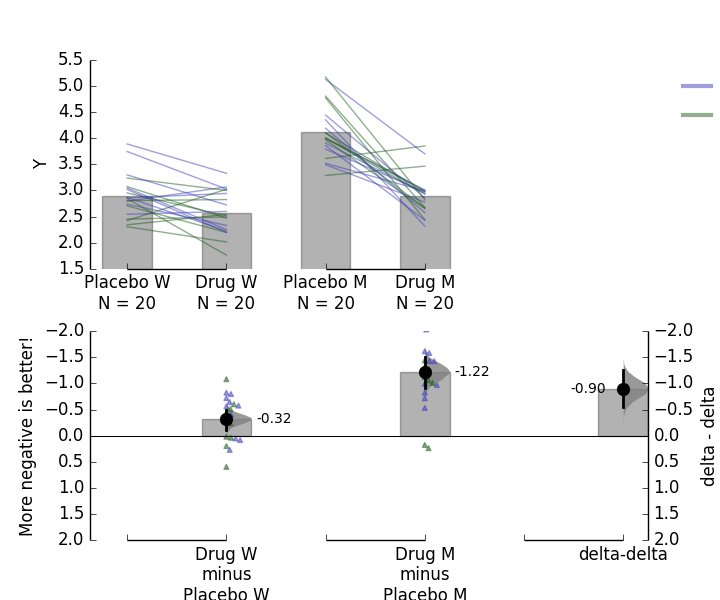 5.5
5.0
4.5
4.0
3.5
3.0
2.5
2.0
1.5
Y
Placebo W
N = 20
Drug W
N = 20
Placebo M
N = 20
Drug M
N = 20
More negative is better!
−2.0
−1.5
−1.0
−0.5
0.0
0.5
1.0
1.5
2.0
-0.32
-1.22
-0.90
−2.0
−1.5
−1.0
−0.5
0.0
0.5
1.0
1.5
2.0
delta - delta
Drug W
minus
Placebo W
Drug M
minus
Placebo M
delta-delta